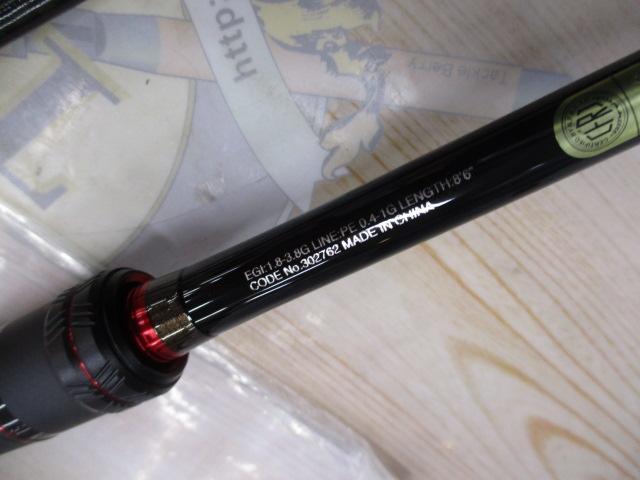 http:
Tackle Berry
EGI:1.8-3.8G LINE:PE 0.4-1G LENGTH:8'6"
CODE No.302762 MADE IN CHINA